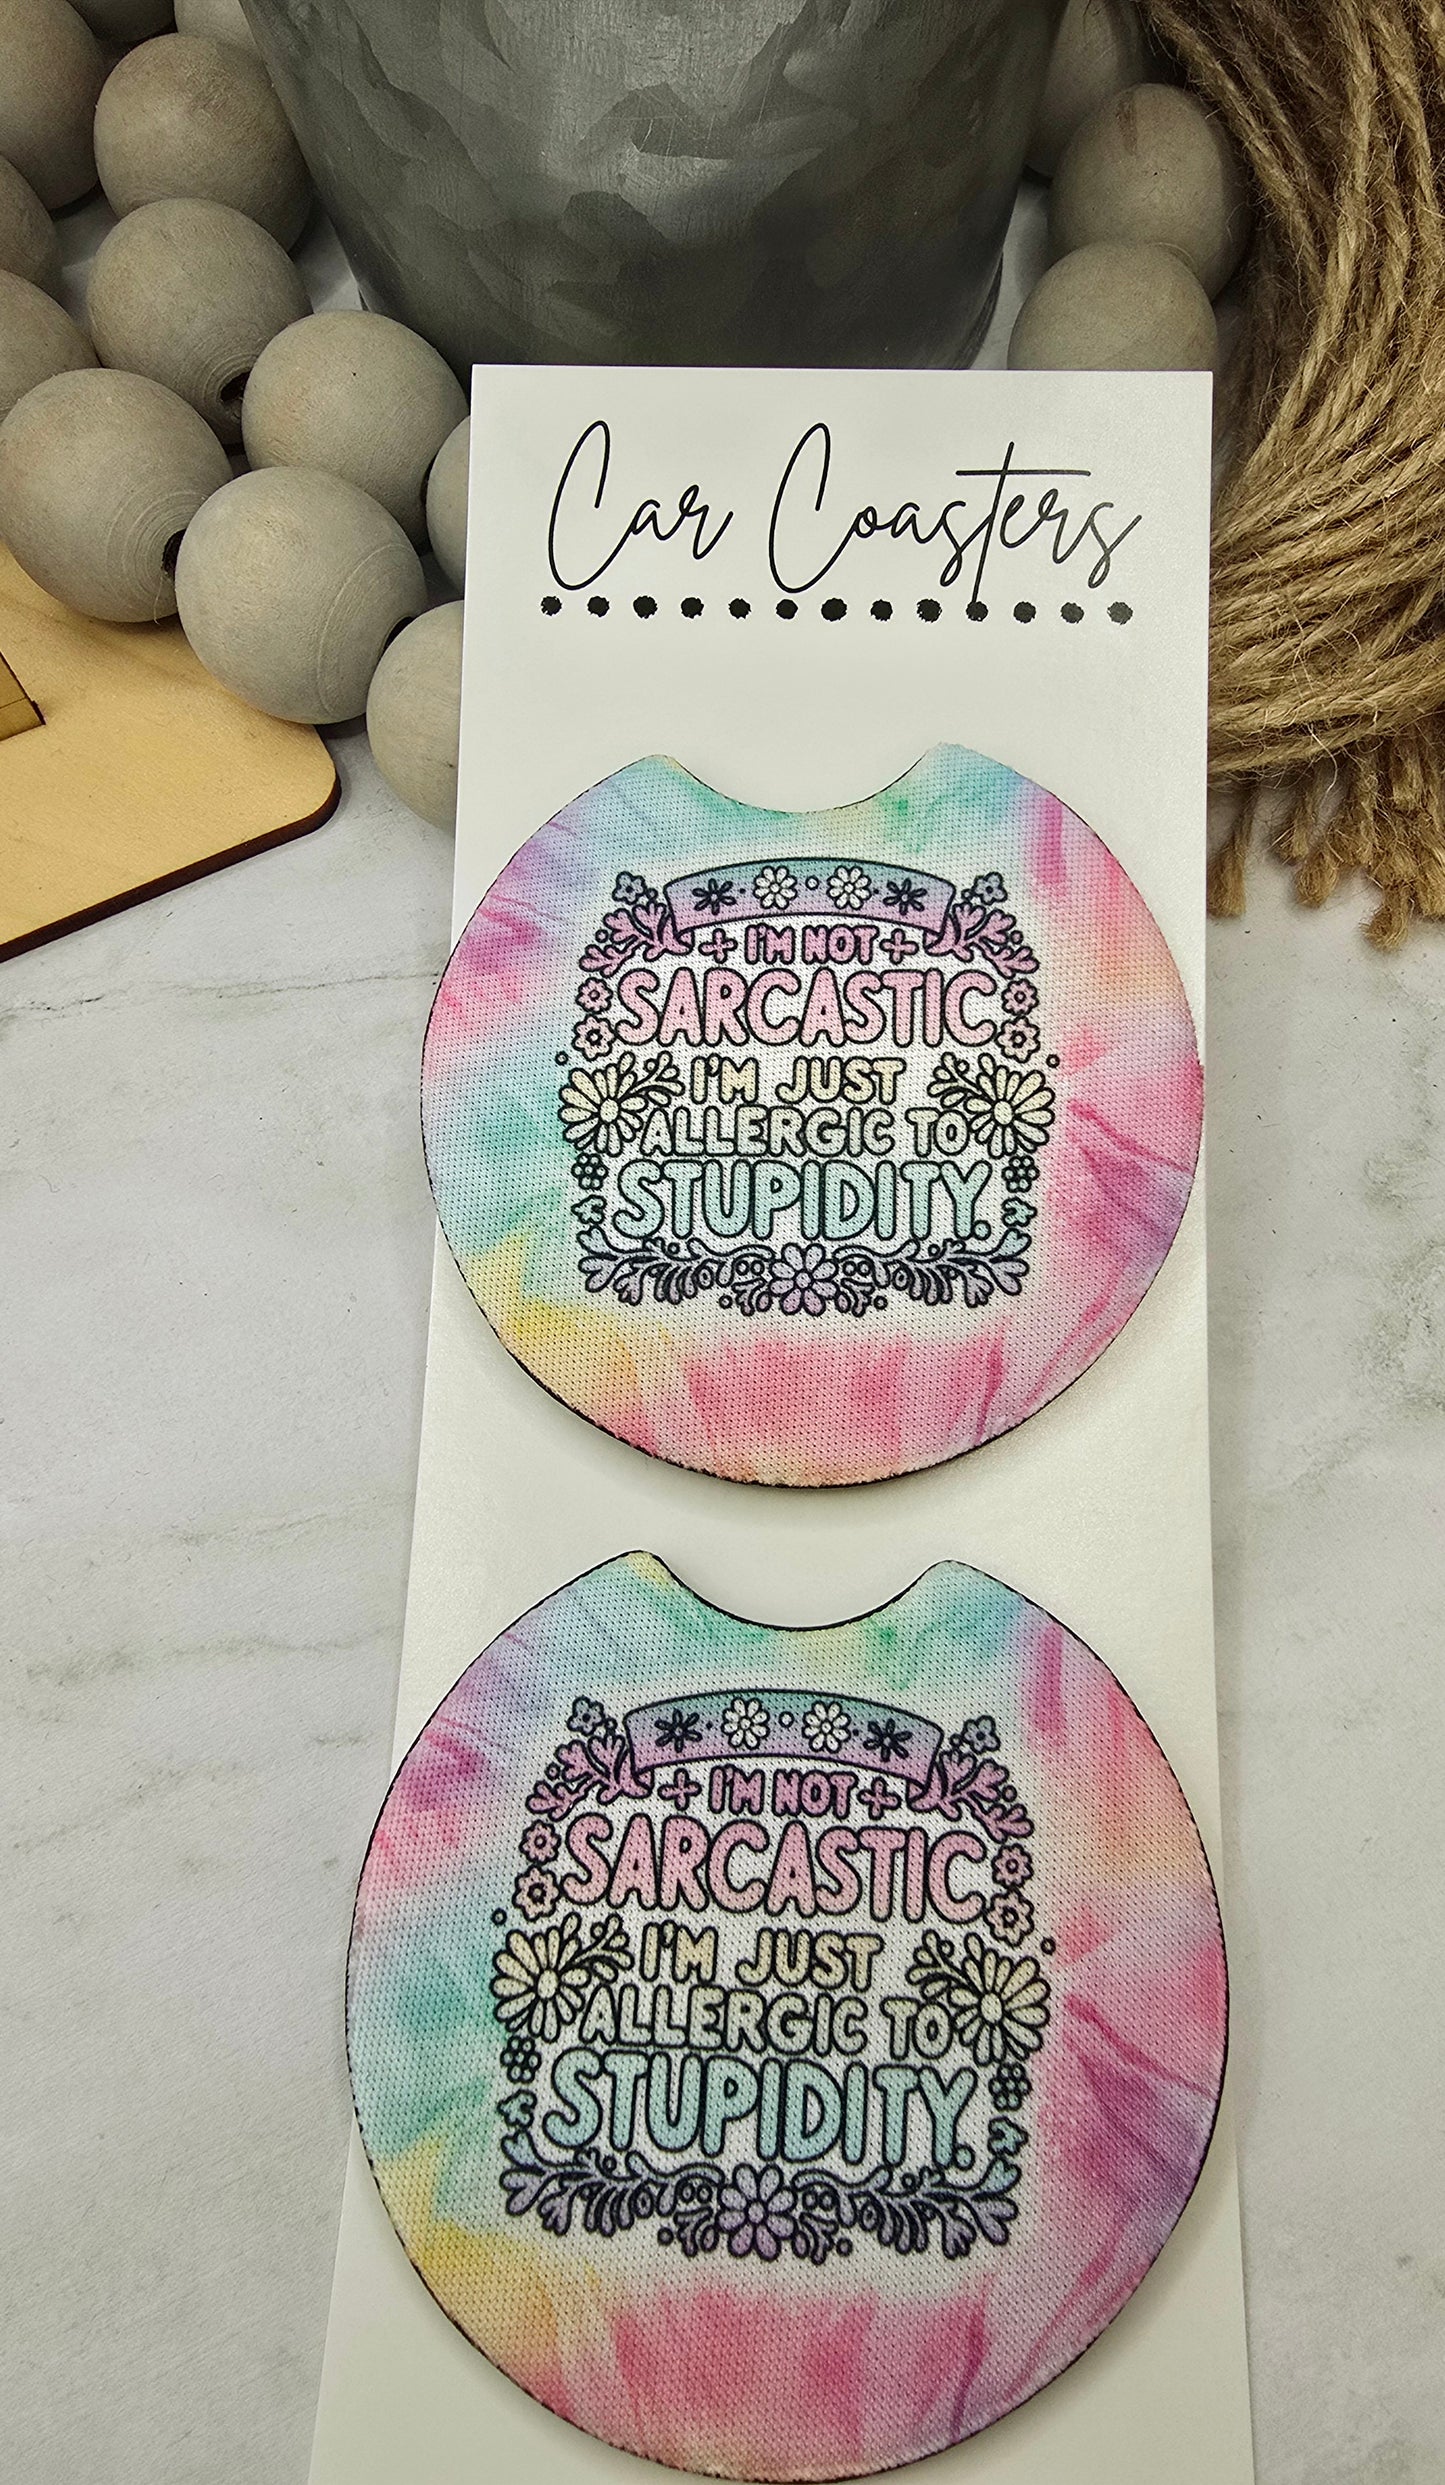 Car Coasters
I'M NOT
SARCASTIC
I'M JUST
ALLERGIC TO
STUPIDITY.
I'M NOT
SARCASTIC
I'M JUST
ALLERGIC TO
STUPIDITY.